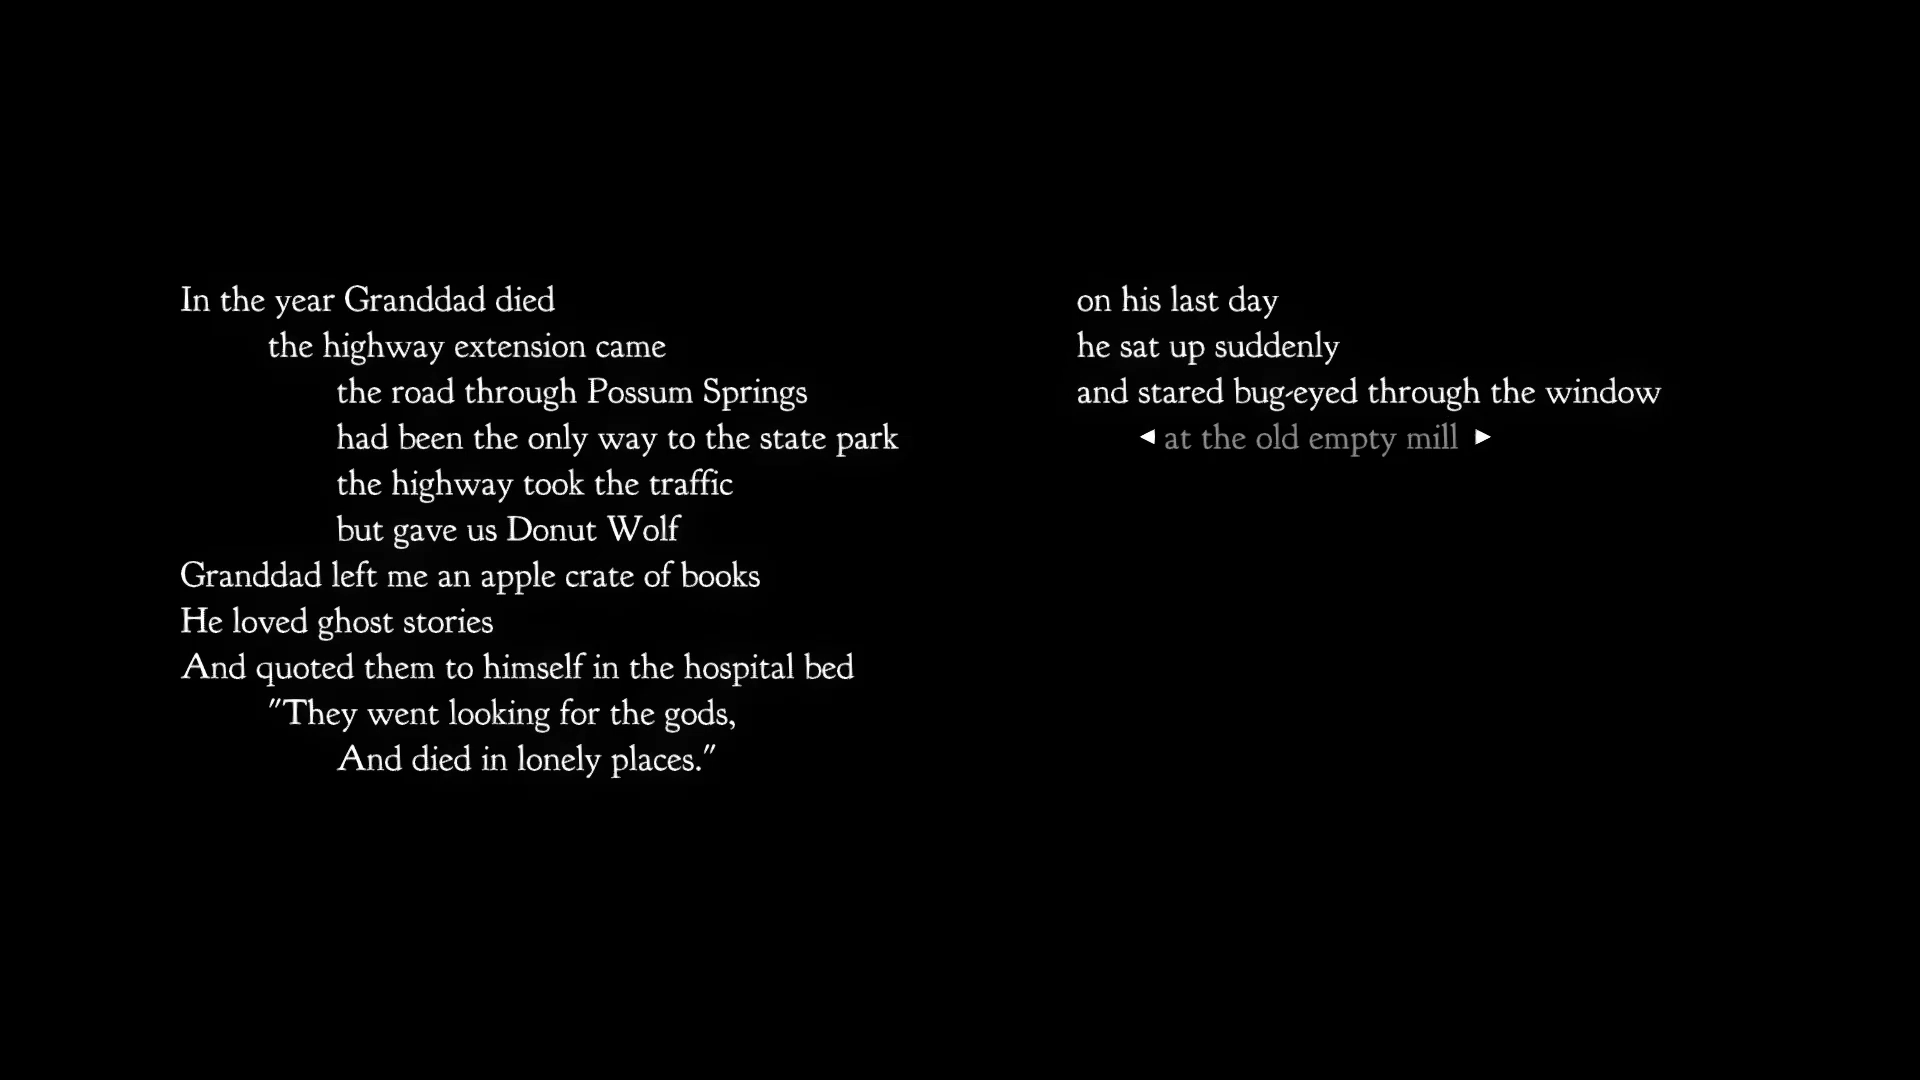 In the year Granddad died
the highway extension came
the road through Possum Springs
had been the only way to the state park
the highway took the traffic
but gave us Donut Wolf
Granddad left me an apple crate of books
He loved ghost stories
And quoted them to himself in the hospital bed
"They went looking for the gods,
And died in lonely places."
on his last day
he sat up suddenly
and stared bug-eyed through the window
◀ at the old empty mill ▶